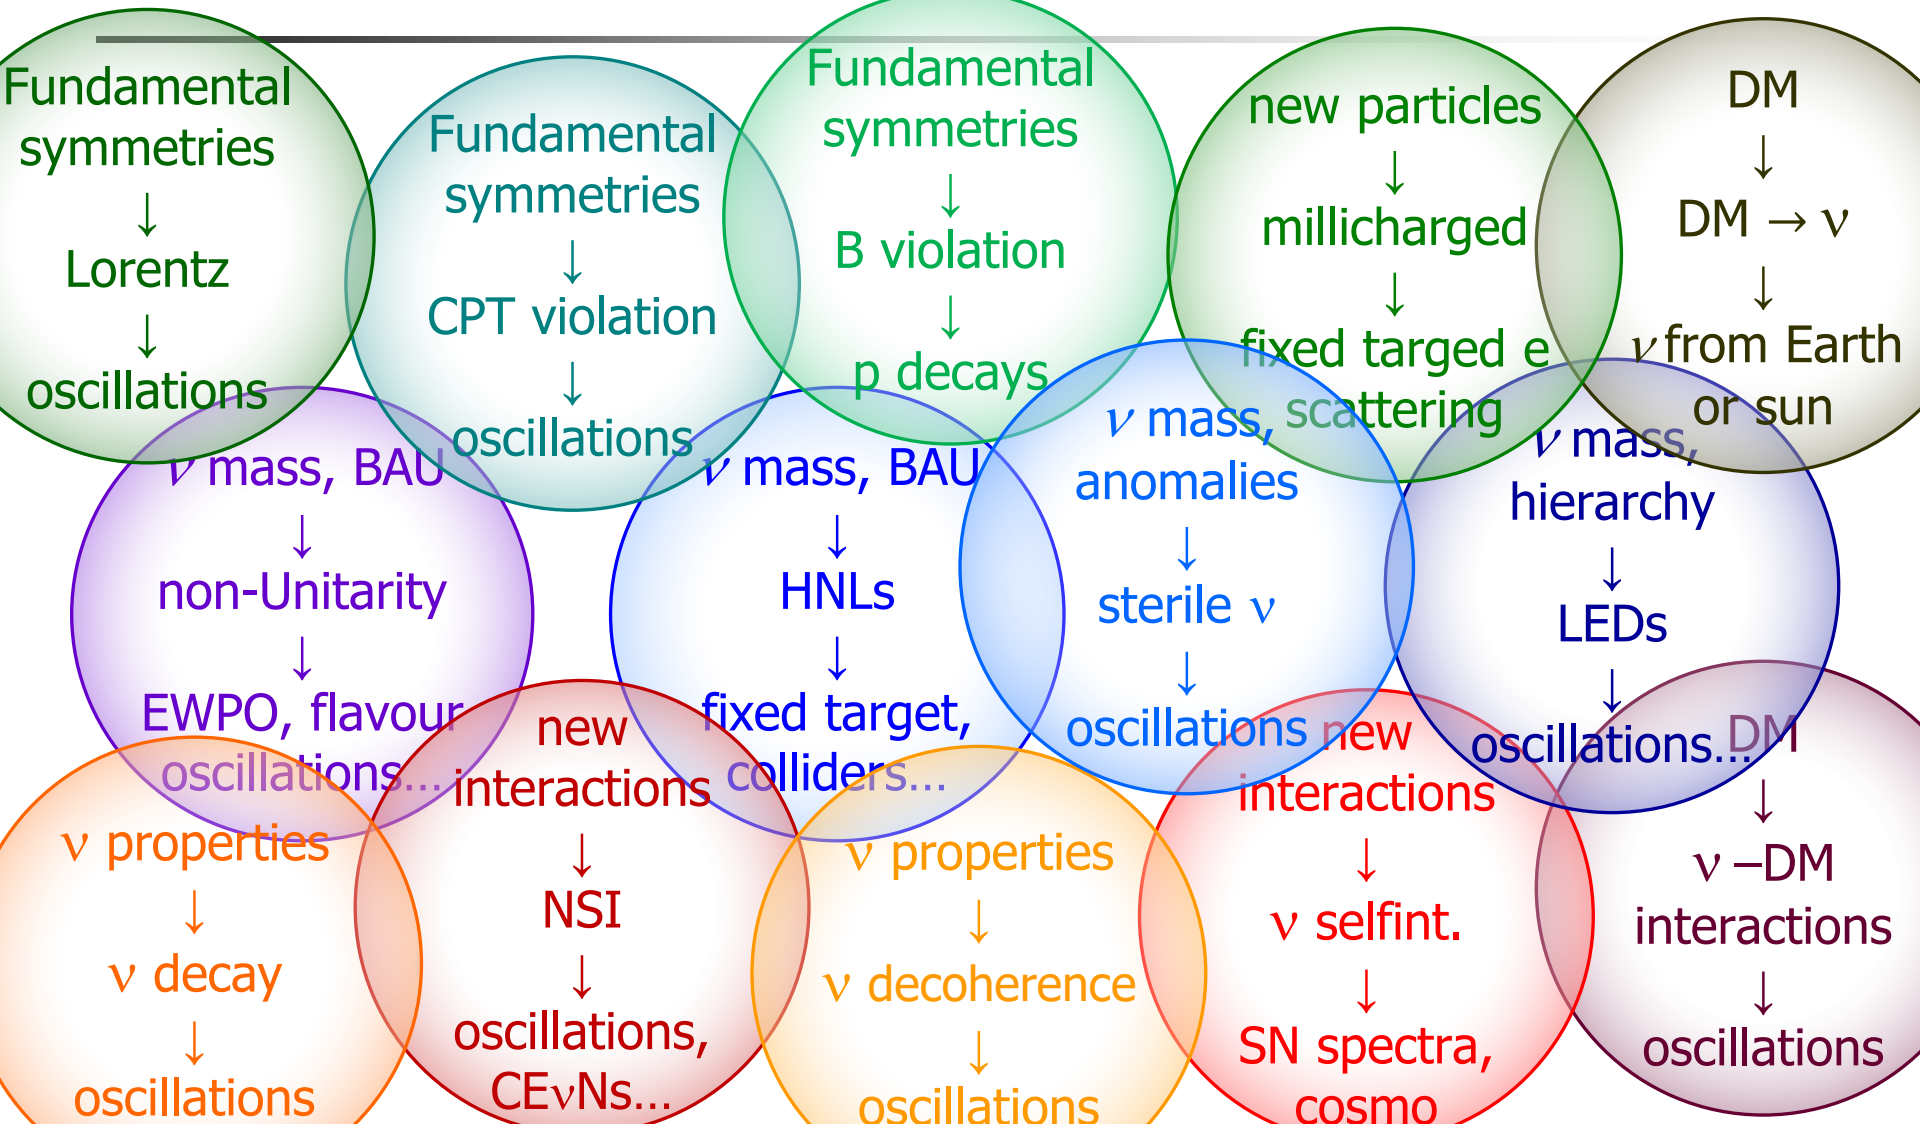 Fundamental
symmetries
↓
Lorentz
↓
oscillations
Fundamental
symmetries
↓
CPT violation
↓
oscillations
Fundamental
symmetries
↓
B violation
↓
p decays
new particles
↓
millicharged
↓
fixed targed e
scattering
DM
↓
DM → ν
↓
ν from Earth
or sun
ν mass, BAU
↓
non-Unitarity
↓
EWPO, flavour
oscillations...
ν mass, BAU
↓
HNLs
↓
fixed target,
colliders...
ν mass,
anomalies
↓
sterile ν
↓
oscillations
ν mass,
hierarchy
↓
LEDs
↓
oscillations...
ν properties
↓
ν decay
↓
oscillations
new
interactions
↓
NSI
↓
oscillations,
CEνNs...
ν properties
↓
ν decoherence
↓
oscillations
new
interactions
↓
ν selfint.
↓
SN spectra,
cosmo
DM
↓
ν –DM
interactions
↓
oscillations